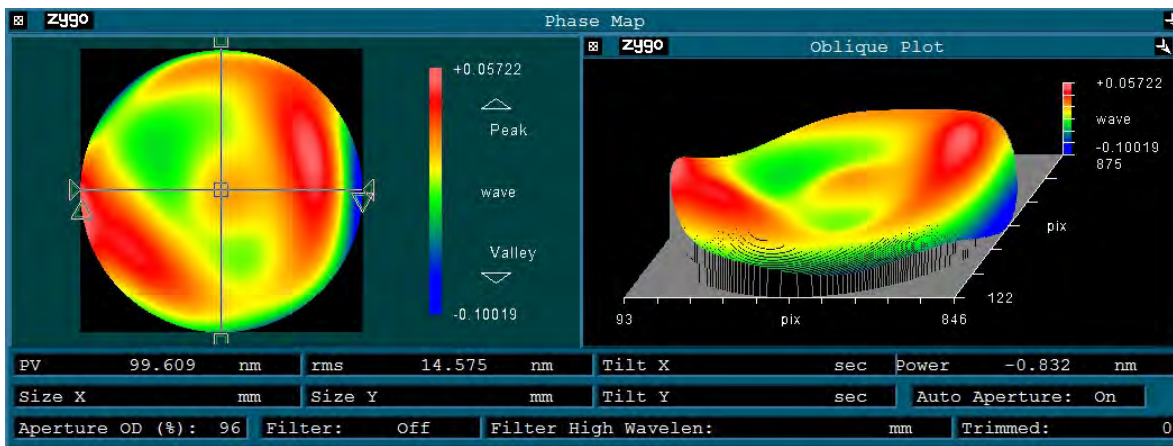 zygo Phase Map
zygo Oblique Plot
+0.05722
Peak
wave
Valley
-0.10019
+0.05722
wave
-0.10019
875
pix
122
93 pix 846
PV 99.609 nm rms 14.575 nm Tilt X sec Power -0.832 nm
Size X mm Size Y mm Tilt Y sec Auto Aperture: On
Aperture OD (%): 96 Filter: Off Filter High Wavelen: mm Trimmed: 0